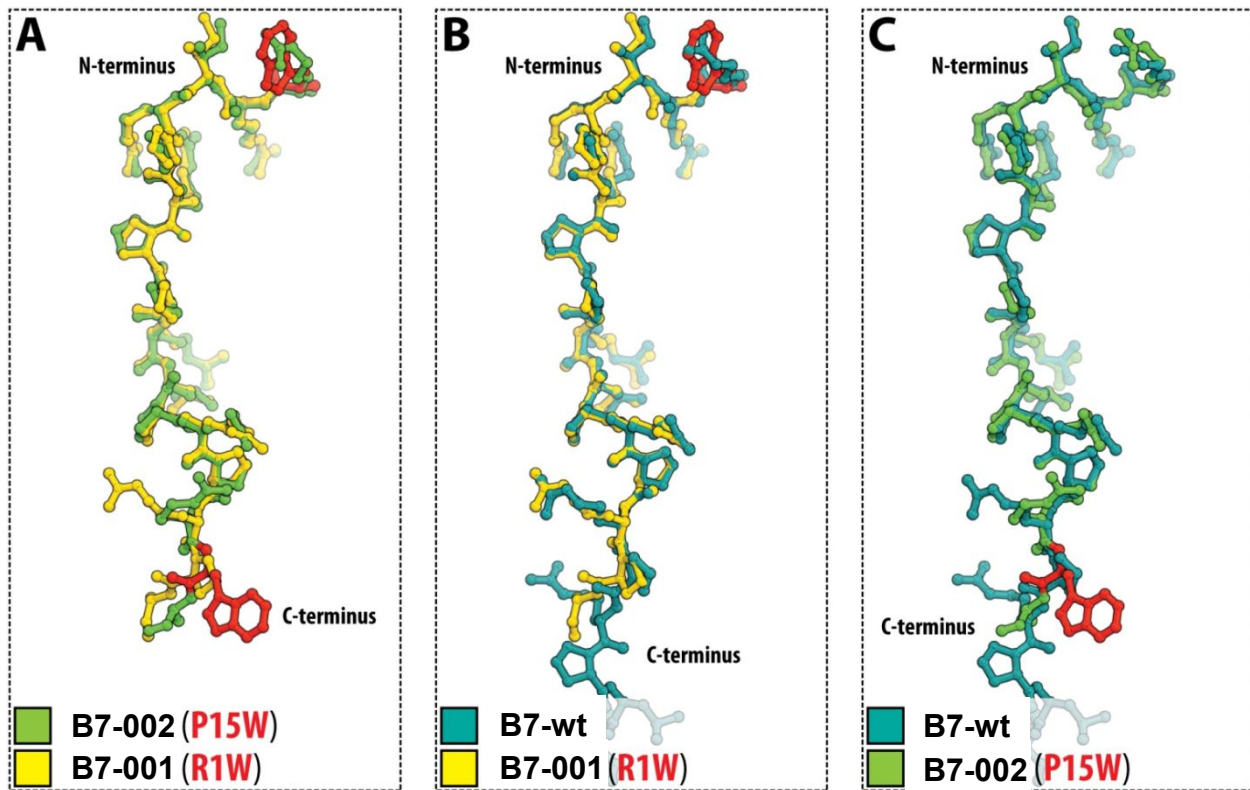 A
N-terminus
C-terminus
B7-002 (P15W)
B7-001 (R1W)
B
N-terminus
C-terminus
B7-wt
B7-001 (R1W)
C
N-terminus
C-terminus
B7-wt
B7-002 (P15W)